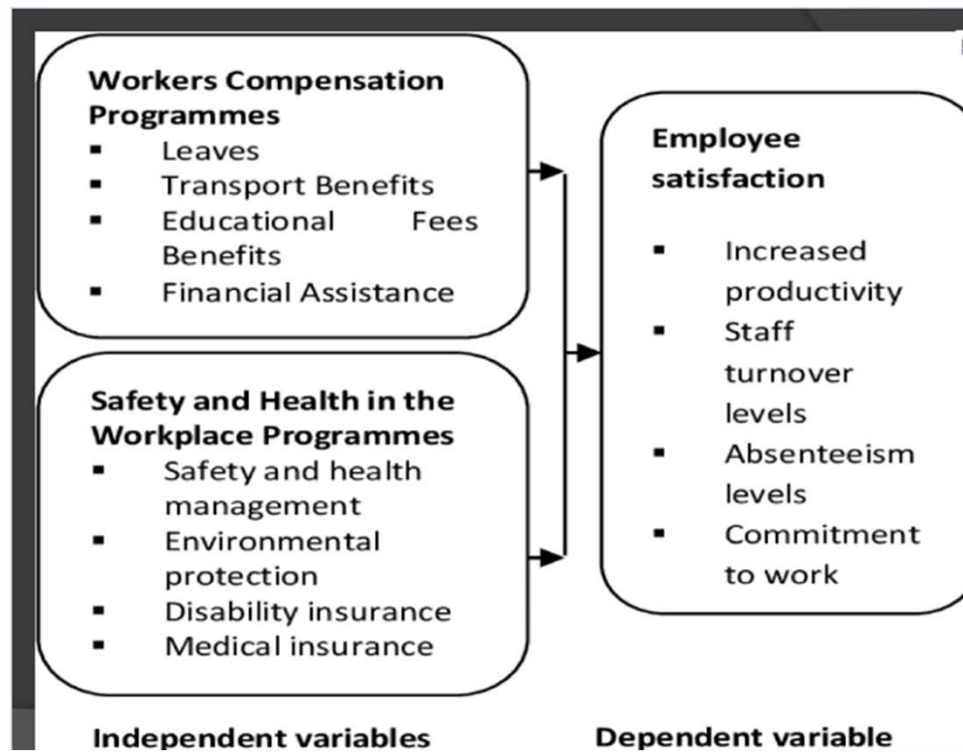 Workers Compensation
Programmes
▪ Leaves
▪ Transport Benefits
▪ Educational Fees
Benefits
▪ Financial Assistance
Safety and Health in the
Workplace Programmes
▪ Safety and health
management
▪ Environmental
protection
▪ Disability insurance
▪ Medical insurance
Independent variables
Employee
satisfaction
▪ Increased
productivity
▪ Staff
turnover
levels
▪ Absenteeism
levels
▪ Commitment
to work
Dependent variable